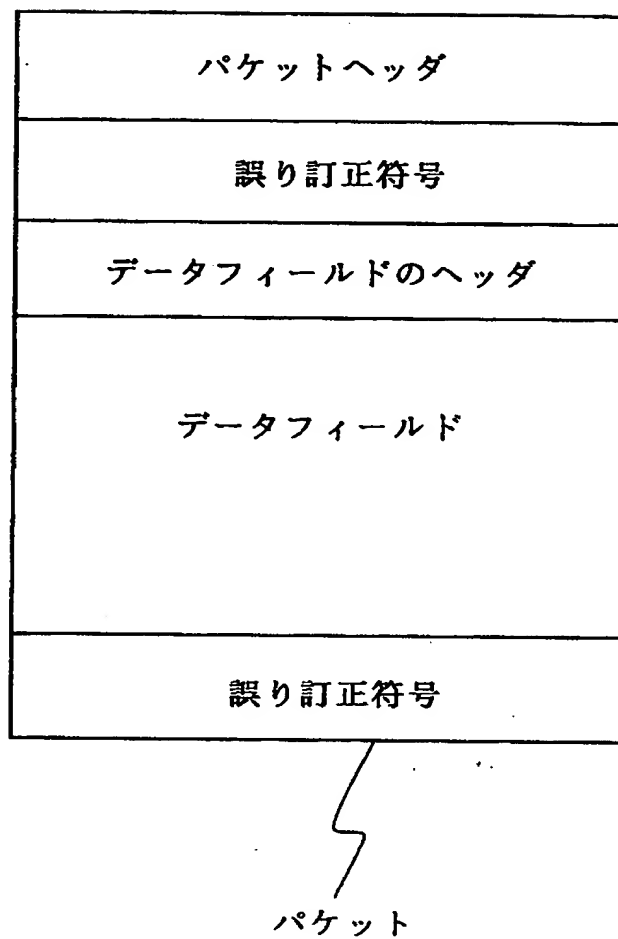 パケットヘッダ
誤り訂正符号
データフィールドのヘッダ
データフィールド
誤り訂正符号
パケット